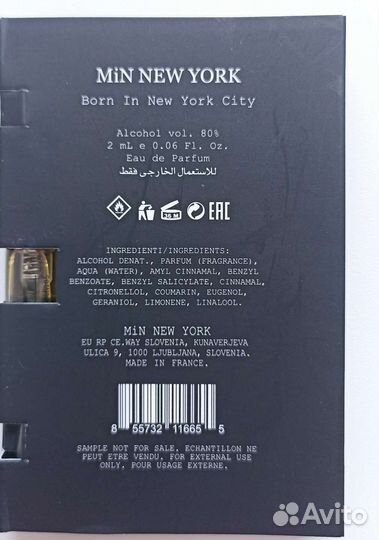 MiN NEW YORK
Born In New York City
Alcohol vol. 80%
2 mL e 0.06 Fl. Oz.
Eau de Parfum
للاستعمال الخارجي فقط
36 M
EAC
INGREDIENTI/INGREDIENTS:
ALCOHOL DENAT., PARFUM (FRAGRANCE),
AQUA (WATER), AMYL CINNAMAL, BENZYL
BENZOATE, BENZYL SALICYLATE, CINNAMAL,
CITRONELLOL, COUMARIN, EUGENOL,
GERANIOL, LIMONENE, LINALOOL.
MiN NEW YORK
EU RP CE.WAY SLOVENIA, KUNAVERJEVA
ULICA 9, 1000 LJUBLJANA, SLOVENIA.
MADE IN FRANCE.
8 55732 11665 5
SAMPLE NOT FOR SALE. ECHANTILLON NE
PEUT ETRE VENDU. FOR EXTERNAL USE
ONLY. POUR USAGE EXTERNE.
Avito